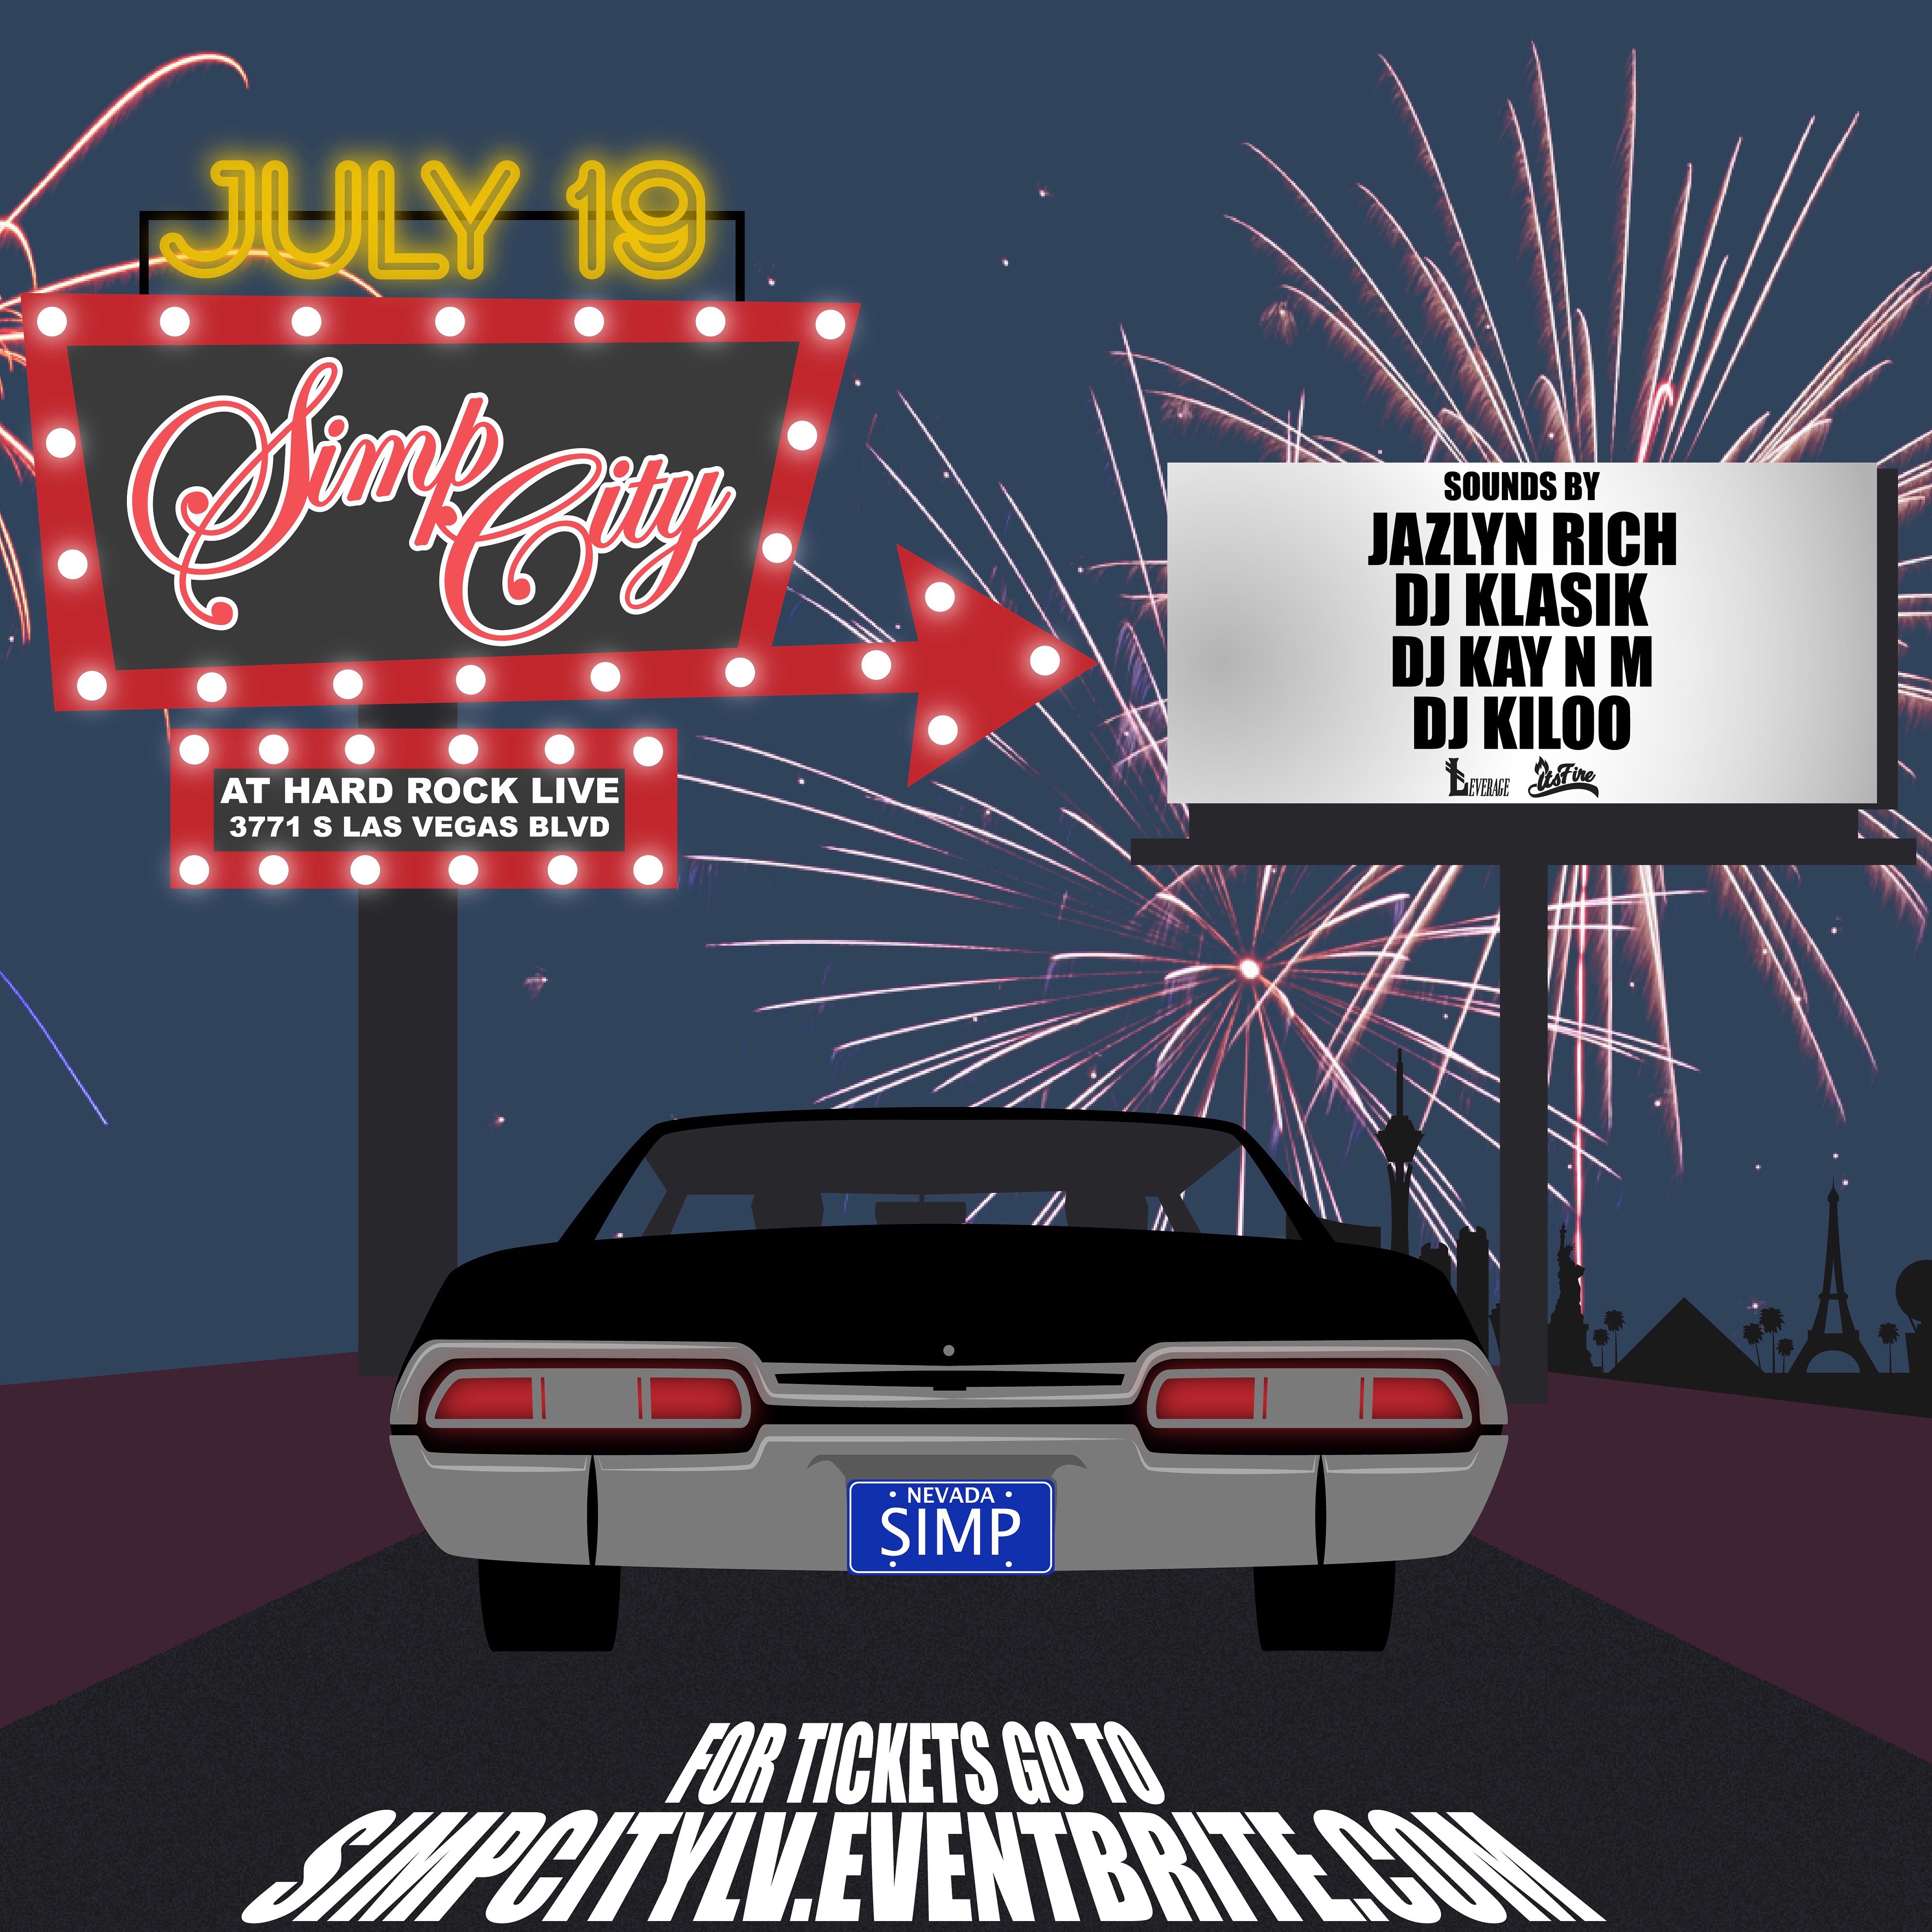 JULY 19
Simp City
AT HARD ROCK LIVE
3771 S LAS VEGAS BLVD
SOUNDS BY
JAZLYN RICH
DJ KLASIK
DJ KAY N M
DJ KILOO
LEVERAGE itsFire
NEVADA
SIMP
FOR TICKETS GO TO
SIMPCITYLV.EVENTBRITE.COM